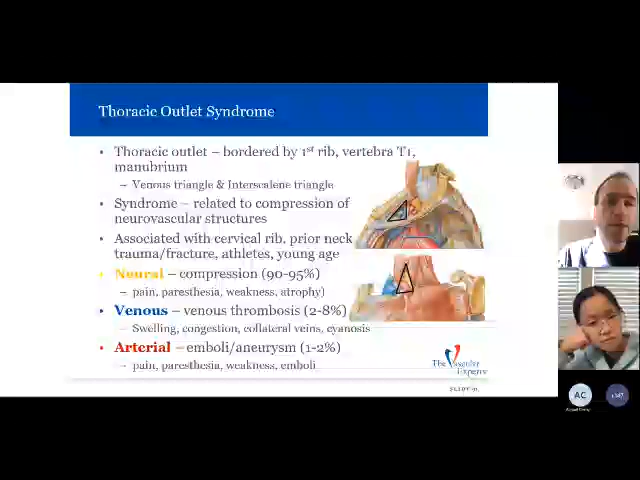 Thoracic Outlet Syndrome
• Thoracic outlet – bordered by 1st rib, vertebra T1,
manubrium
– Venous triangle & Interscalene triangle
• Syndrome – related to compression of
neurovascular structures
• Associated with cervical rib, prior neck
trauma/fracture, athletes, young age
• Neural – compression (90-95%)
– pain, paresthesia, weakness, atrophy)
• Venous – venous thrombosis (2-8%)
– Swelling, congestion, collateral veins, cyanosis
• Arterial – emboli/aneurysm (1-2%)
– pain, paresthesia, weakness, emboli
The Vascular
Experts
AC